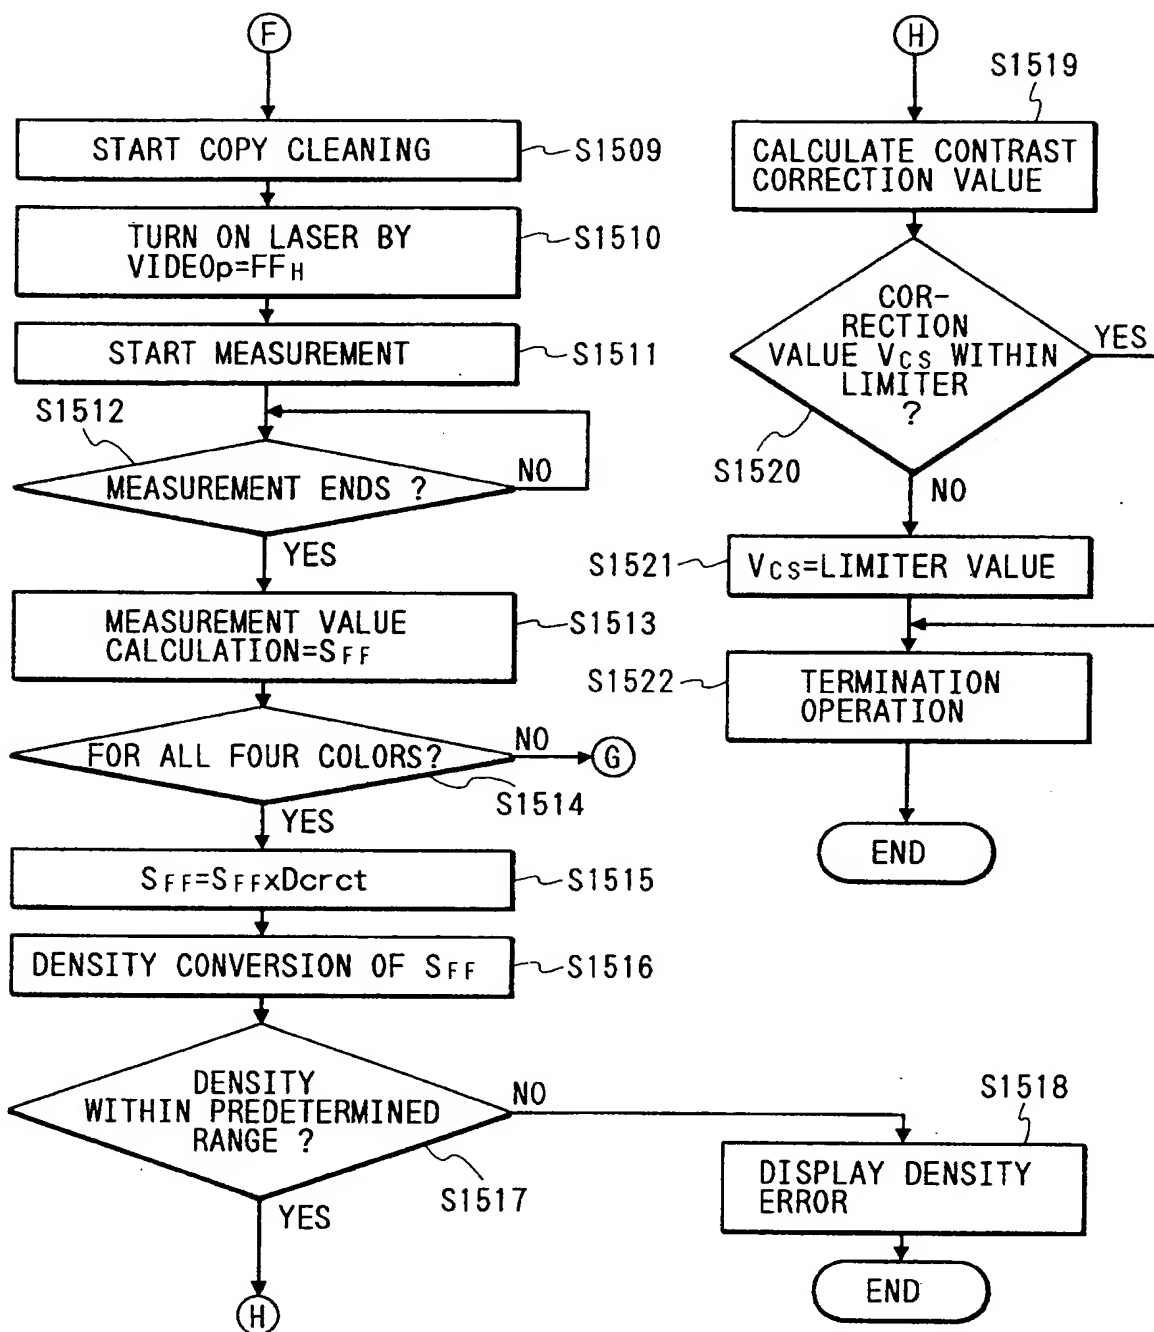 F
START COPY CLEANING
S1509
TURN ON LASER BY
VIDEOp=FFH
S1510
START MEASUREMENT
S1511
S1512
MEASUREMENT ENDS ?
NO
YES
MEASUREMENT VALUE
CALCULATION=SFF
S1513
FOR ALL FOUR COLORS?
NO
G
S1514
YES
SFF=SFFxDcrct
S1515
DENSITY CONVERSION OF SFF
S1516
DENSITY
WITHIN PREDETERMINED
RANGE ?
NO
S1517
YES
H
S1518
DISPLAY DENSITY
ERROR
END
H
S1519
CALCULATE CONTRAST
CORRECTION VALUE
COR-
RECTION
VALUE VCS WITHIN
LIMITER
?
YES
S1520
NO
S1521
VCS=LIMITER VALUE
S1522
TERMINATION
OPERATION
END